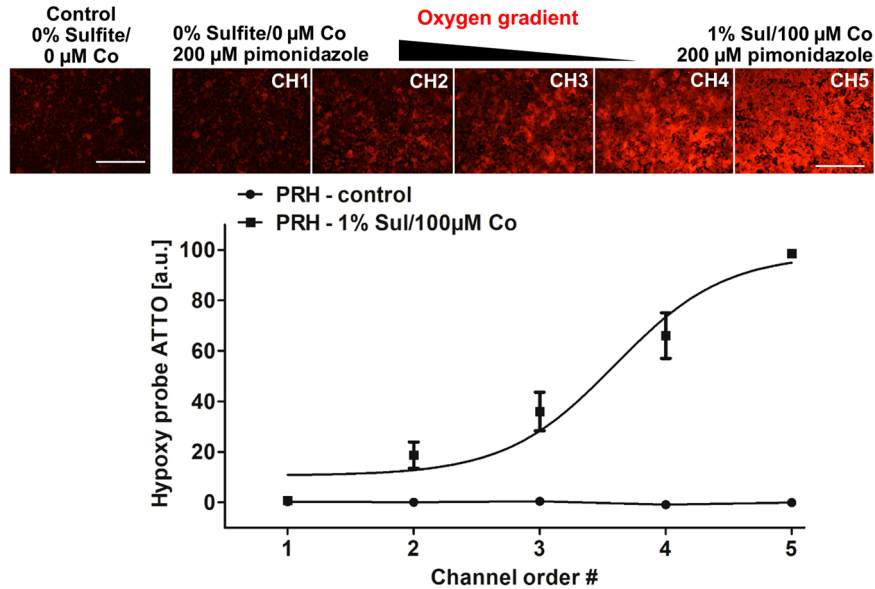 Control
0% Sulfite/
0 µM Co
0% Sulfite/0 µM Co
200 µM pimonidazole
Oxygen gradient
1% Sul/100 µM Co
200 µM pimonidazole
CH1
CH2
CH3
CH4
CH5
PRH - control
PRH - 1% Sul/100µM Co
Hypoxy probe ATTO [a.u.]
100
80
60
40
20
0
1 2 3 4 5
Channel order #